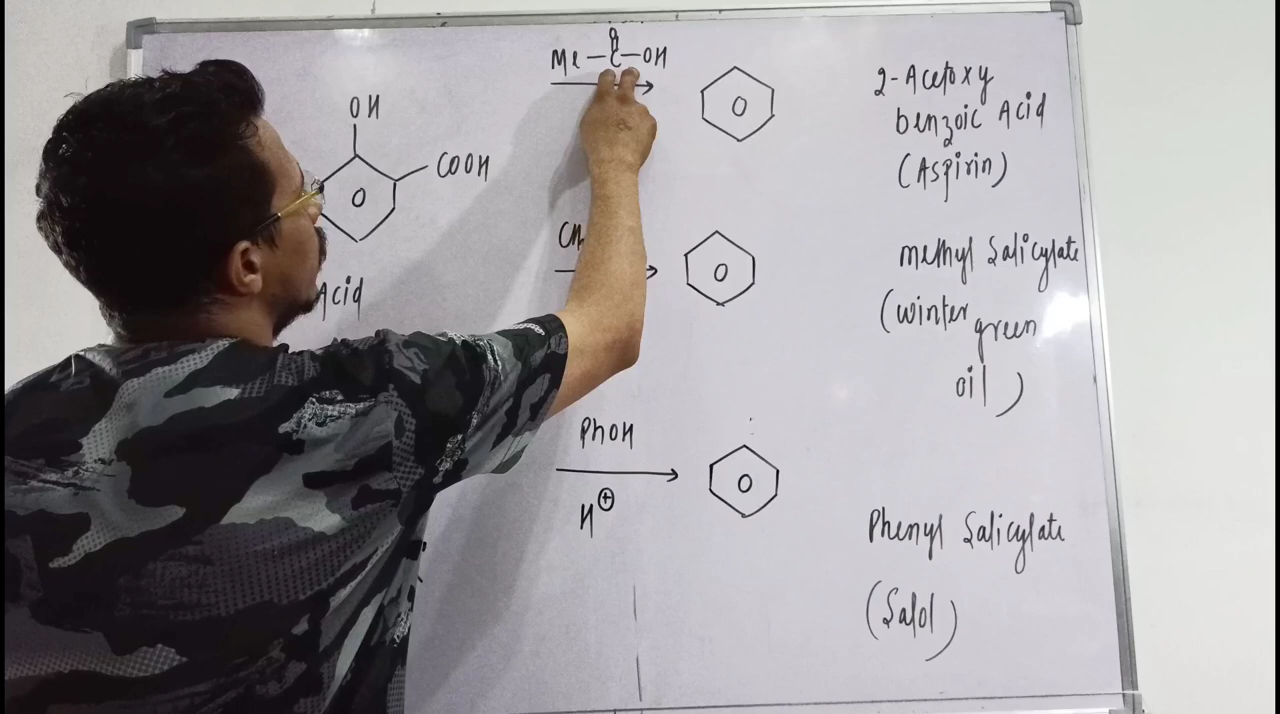 O
Me-C-OH
OH
COOH
Acid
2-Acetoxy
benzoic Acid
(Aspirin)
methyl Salicylate
(winter
green
oil)
PhOH
H⊕
Phenyl Salicylate
(Salol)